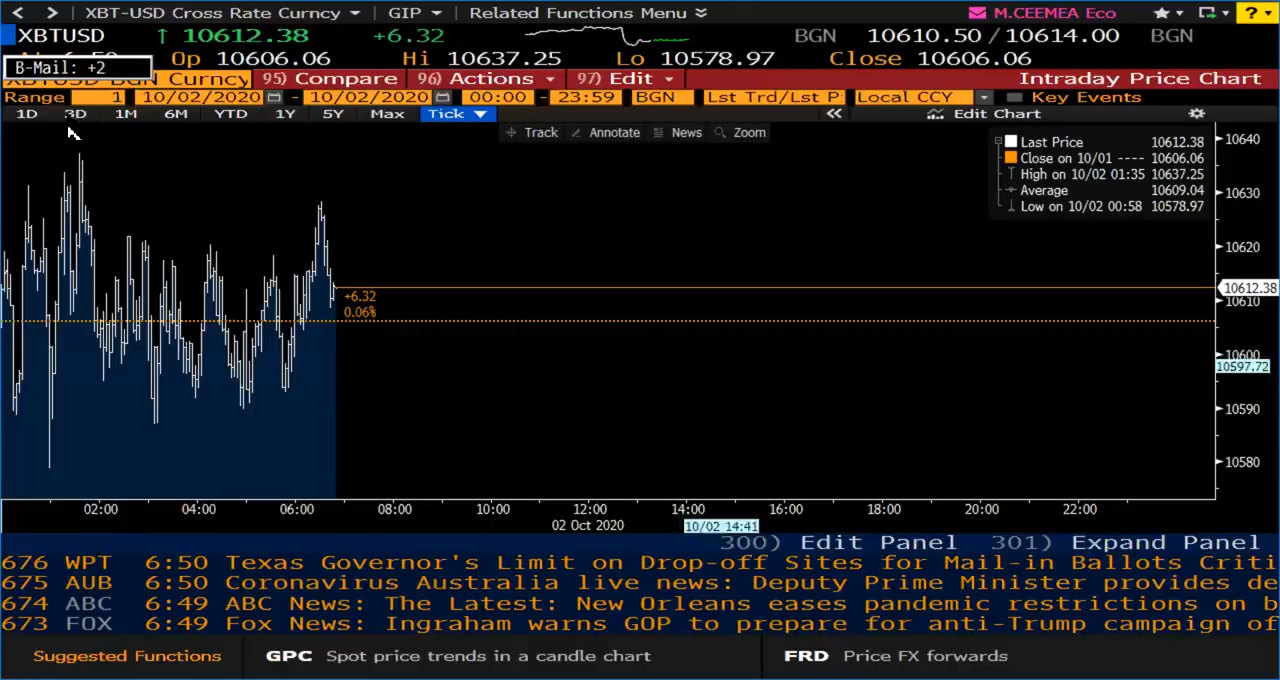 < > XBT-USD Cross Rate Curncy GIP Related Functions Menu M.CEEMEA Eco ?
XBTUSD ↑ 10612.38 +6.32 BGN 10610.50 / 10614.00 BGN
Op 10606.06 Hi 10637.25 Lo 10578.97 Close 10606.06
B-Mail: +2
XBTUSD BGN Curncy 95) Compare 96) Actions 97) Edit Intraday Price Chart
Range 1 10/02/2020 - 10/02/2020 00:00 - 23:59 BGN Lst Trd/Lst P Local CCY Key Events
1D 3D 1M 6M YTD 1Y 5Y Max Tick Edit Chart
Track Annotate News Zoom
Last Price 10612.38
Close on 10/01 ---- 10606.06
High on 10/02 01:35 10637.25
Average 10609.04
Low on 10/02 00:58 10578.97
10640
10630
10620
10612.38
10610
10600
10597.72
10590
10580
+6.32
0.06%
02:00 04:00 06:00 08:00 10:00 12:00 14:00 16:00 18:00 20:00 22:00
02 Oct 2020 10/02 14:41
300) Edit Panel 301) Expand Panel
676 WPT 6:50 Texas Governor's Limit on Drop-off Sites for Mail-in Ballots Criti
675 AUB 6:50 Coronavirus Australia live news: Deputy Prime Minister provides de
674 ABC 6:49 ABC News: The Latest: New Orleans eases pandemic restrictions on b
673 FOX 6:49 Fox News: Ingraham warns GOP to prepare for anti-Trump campaign of
Suggested Functions GPC Spot price trends in a candle chart FRD Price FX forwards